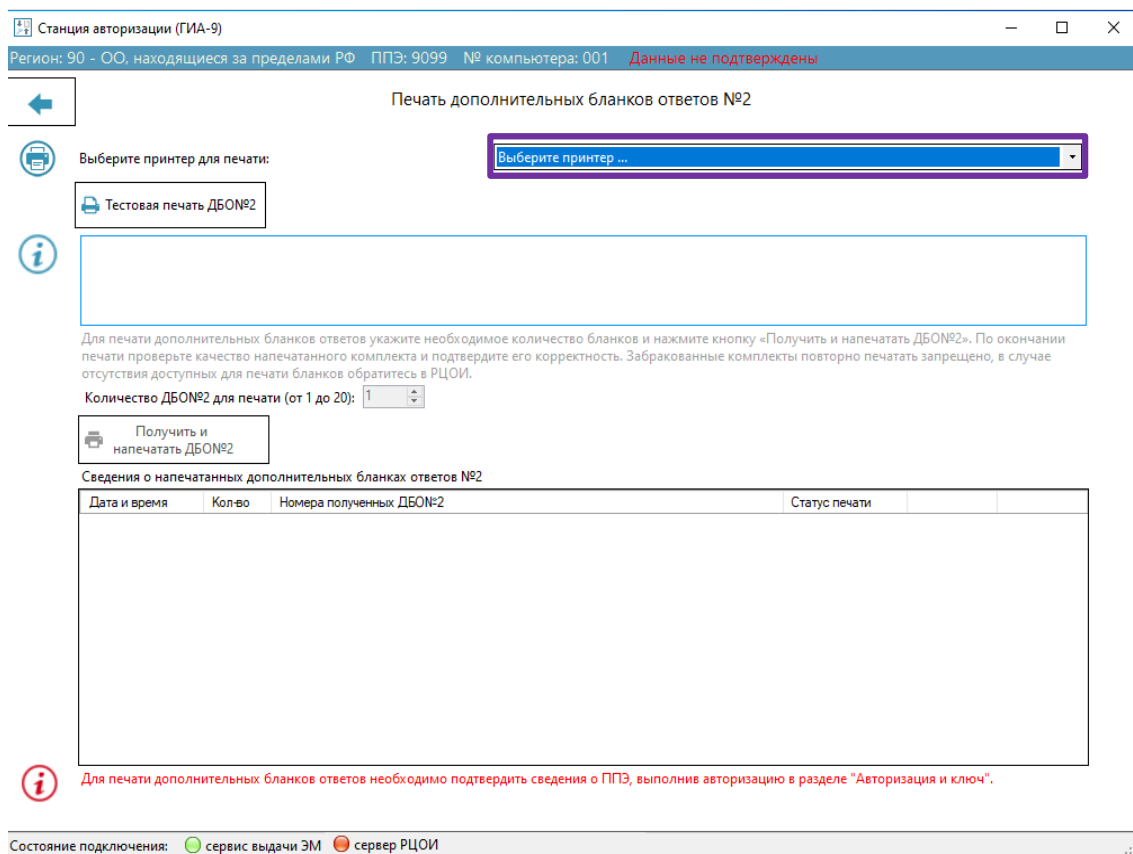 Станция авторизации (ГИА-9)
Регион: 90 - ОО, находящиеся за пределами РФ ППЭ: 9099 № компьютера: 001 Данные не подтверждены
Печать дополнительных бланков ответов №2
Выберите принтер для печати:
Выберите принтер ...
Тестовая печать ДБО№2
Для печати дополнительных бланков ответов укажите необходимое количество бланков и нажмите кнопку «Получить и напечатать ДБО№2». По окончании
печати проверьте качество напечатанного комплекта и подтвердите его корректность. Забракованные комплекты повторно печатать запрещено, в случае
отсутствия доступных для печати бланков обратитесь в РЦОИ.
Количество ДБО№2 для печати (от 1 до 20): 1
Получить и
напечатать ДБО№2
Сведения о напечатанных дополнительных бланках ответов №2
Дата и время Кол-во Номера полученных ДБО№2 Статус печати
Для печати дополнительных бланков ответов необходимо подтвердить сведения о ППЭ, выполнив авторизацию в разделе "Авторизация и ключ".
Состояние подключения: сервис выдачи ЭМ сервер РЦОИ